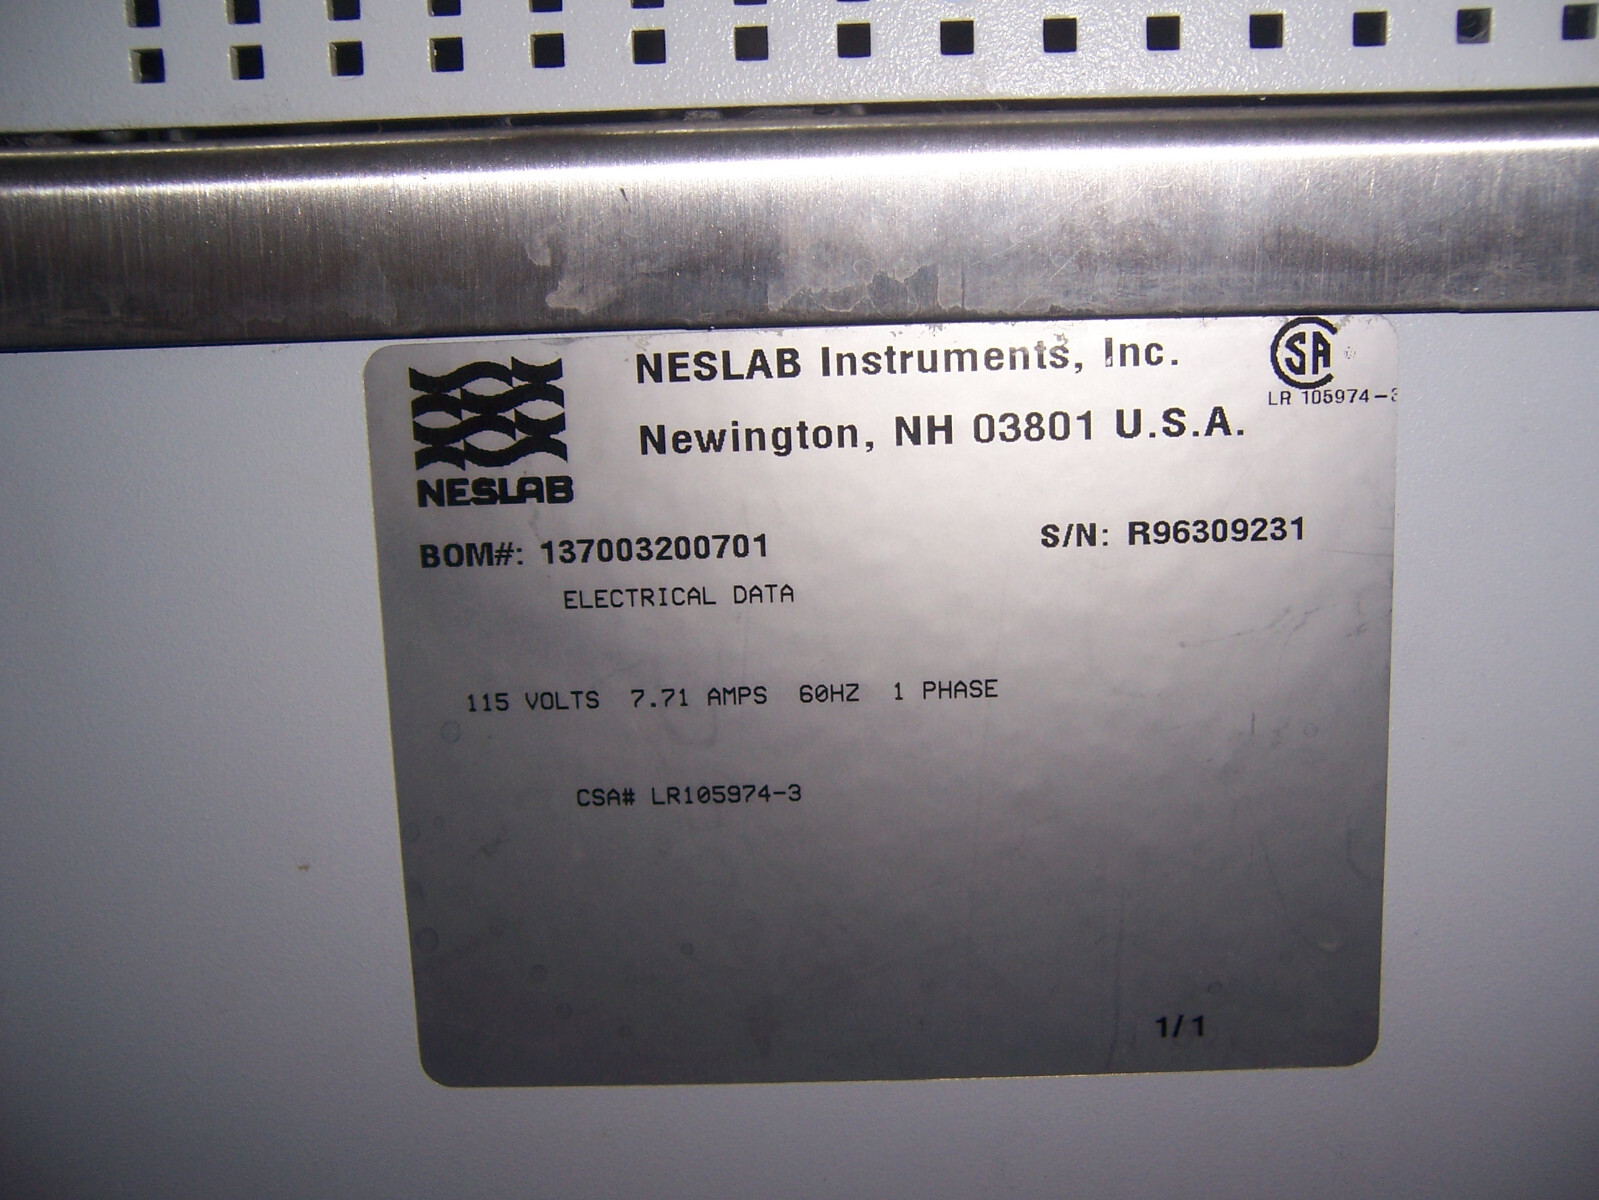 NESLAB Instruments, Inc.
Newington, NH 03801 U.S.A.
SA
LR 105974-3
NESLAB
BOM#: 137003200701 S/N: R96309231
ELECTRICAL DATA
115 VOLTS 7.71 AMPS 60HZ 1 PHASE
CSA# LR105974-3
1/1